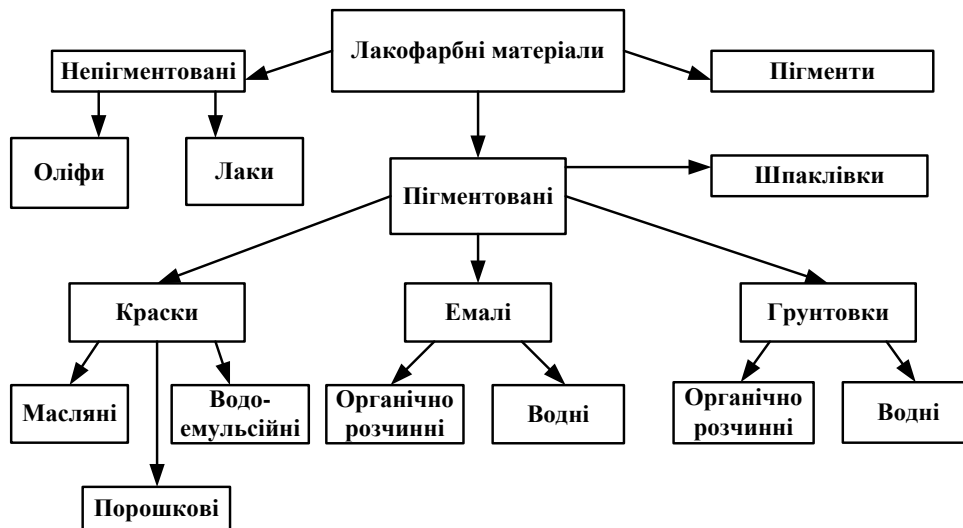 Лакофарбні матеріали
Непігментовані
Пігменти
Оліфи
Лаки
Пігментовані
Шпаклівки
Краски
Емалі
Грунтовки
Масляні
Водо-
емульсійні
Органічно
розчинні
Водні
Органічно
розчинні
Водні
Порошкові